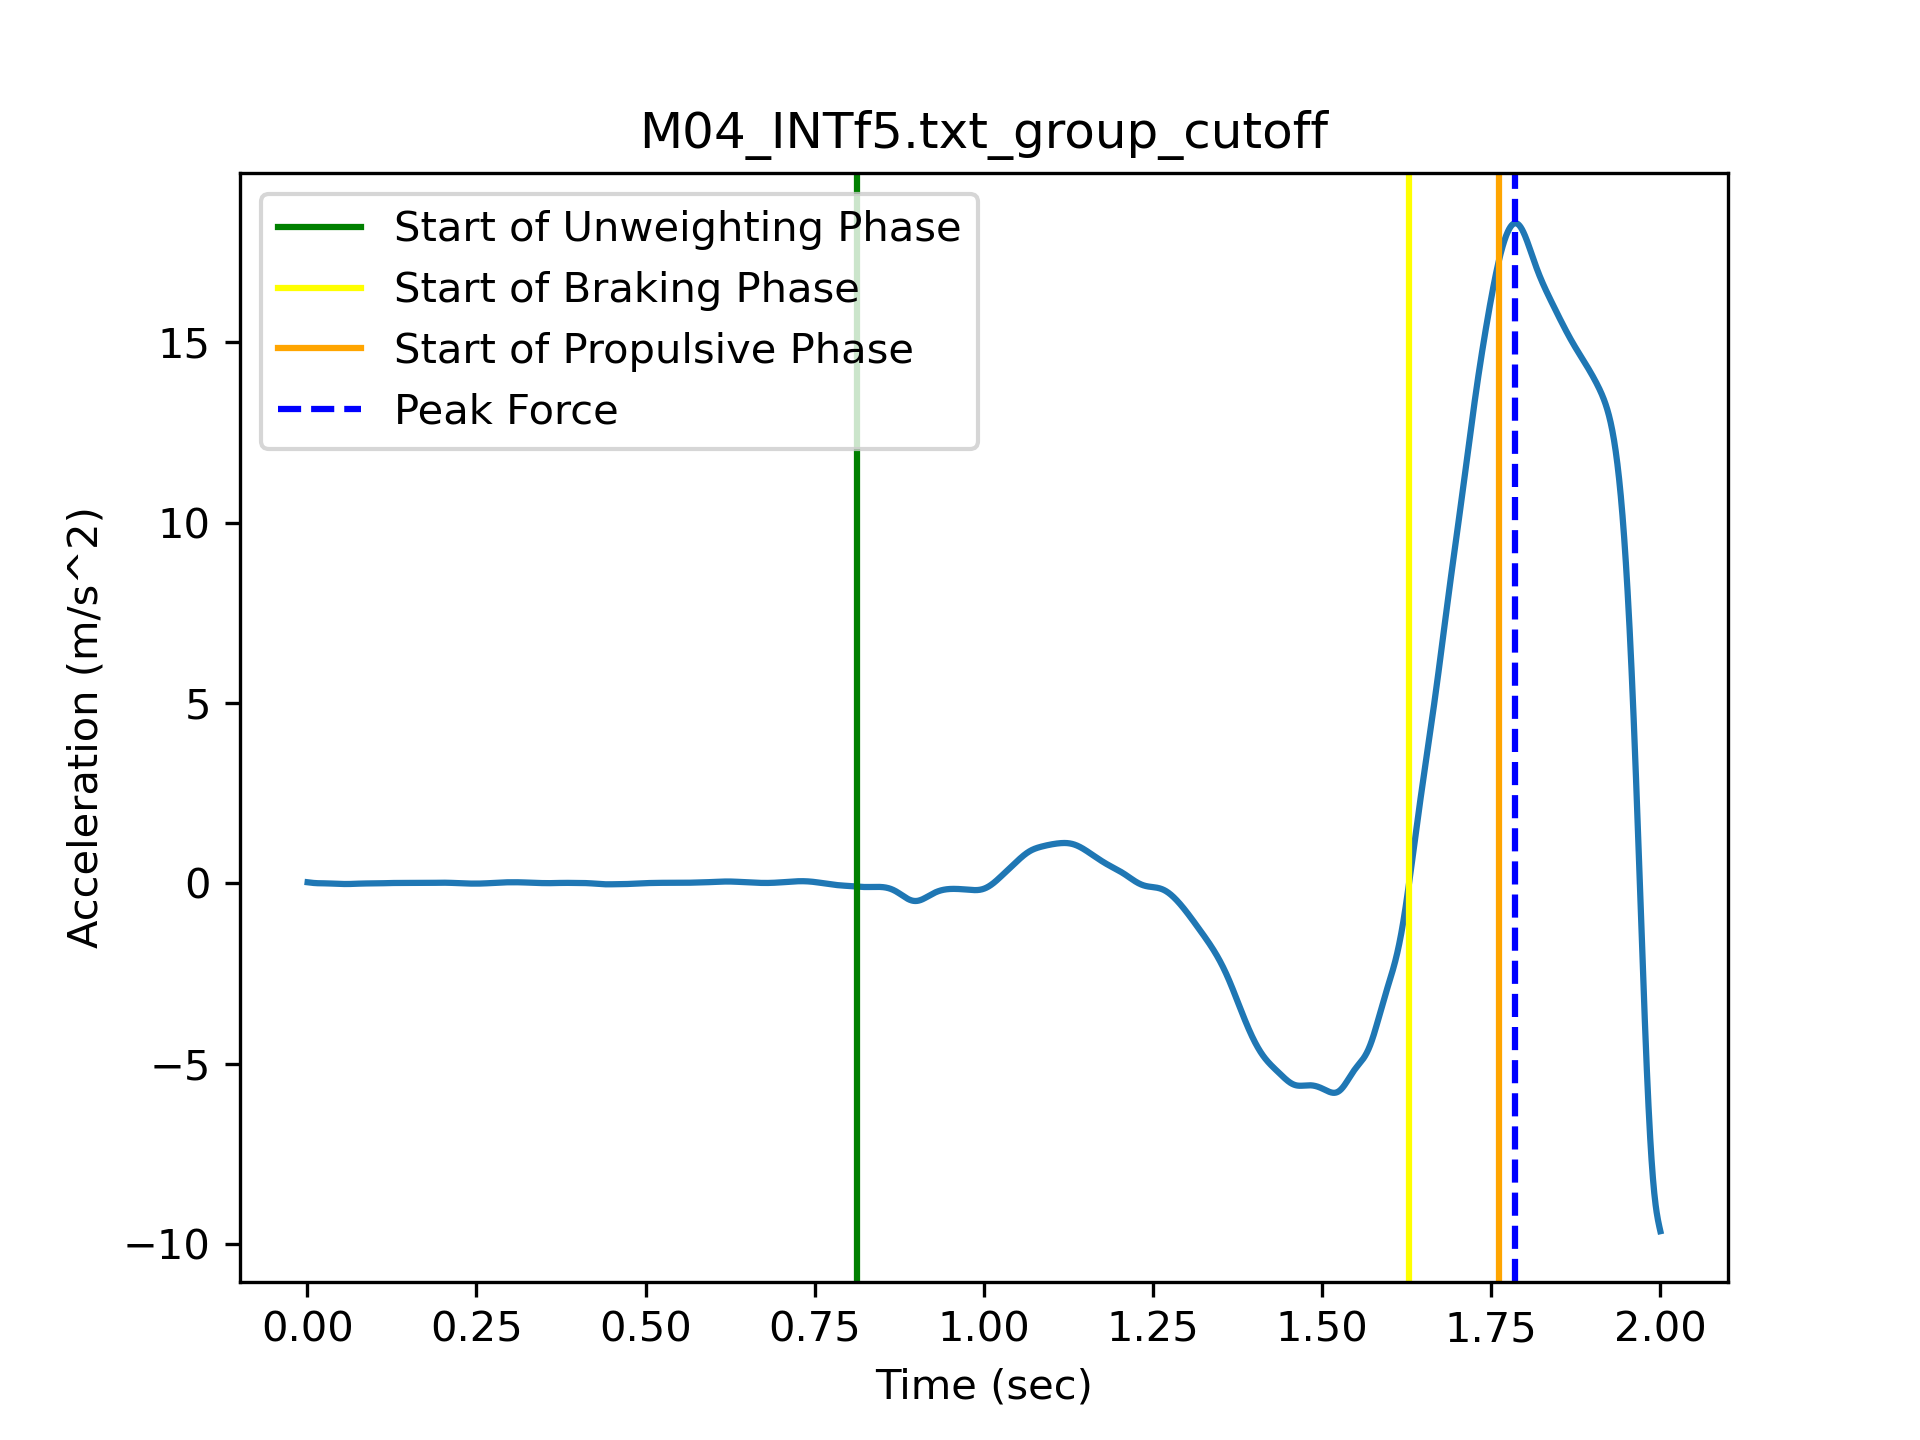 M04_INTf5.txt_group_cutoff
Start of Unweighting Phase
Start of Braking Phase
Start of Propulsive Phase
Peak Force
15
10
5
0
−5
−10
Acceleration (m/s^2)
0.00 0.25 0.50 0.75 1.00 1.25 1.50 1.75 2.00
Time (sec)